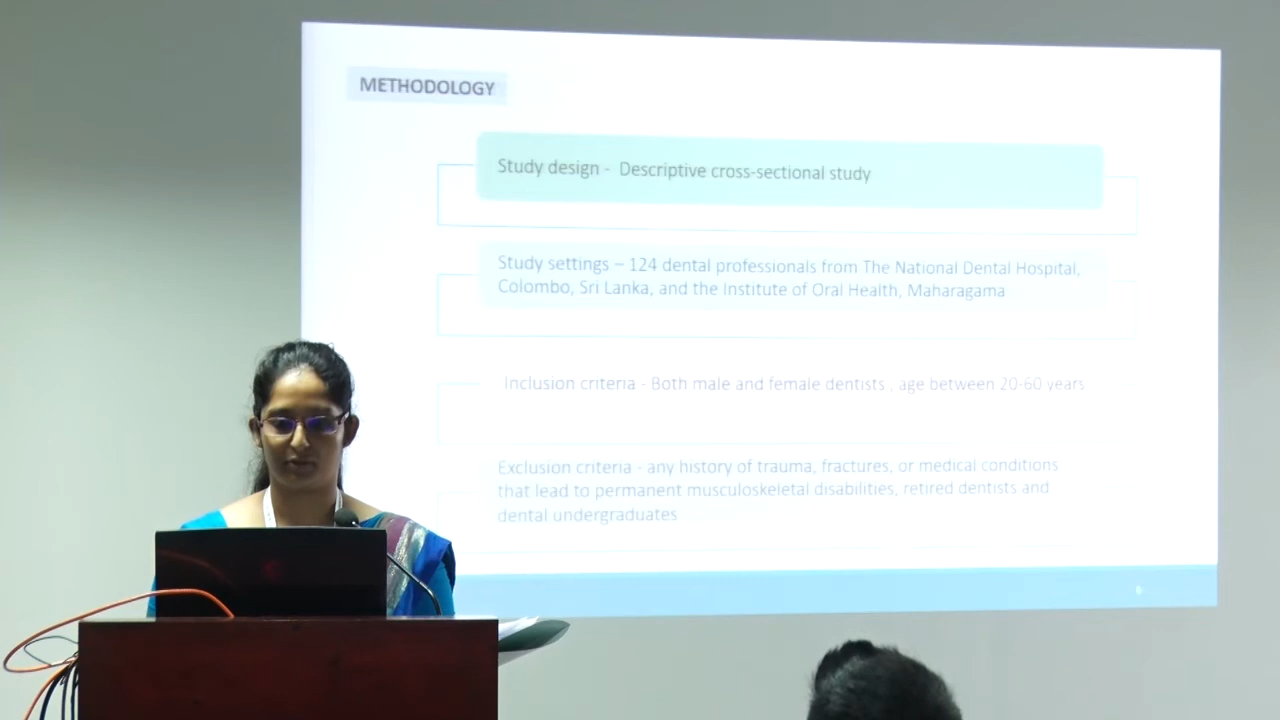 METHODOLOGY
Study design - Descriptive cross-sectional study
Study settings – 124 dental professionals from The National Dental Hospital,
Colombo, Sri Lanka, and the Institute of Oral Health, Maharagama
Inclusion criteria - Both male and female dentists , age between 20-60 years
Exclusion criteria - any history of trauma, fractures, or medical conditions
that lead to permanent musculoskeletal disabilities, retired dentists and
dental undergraduates